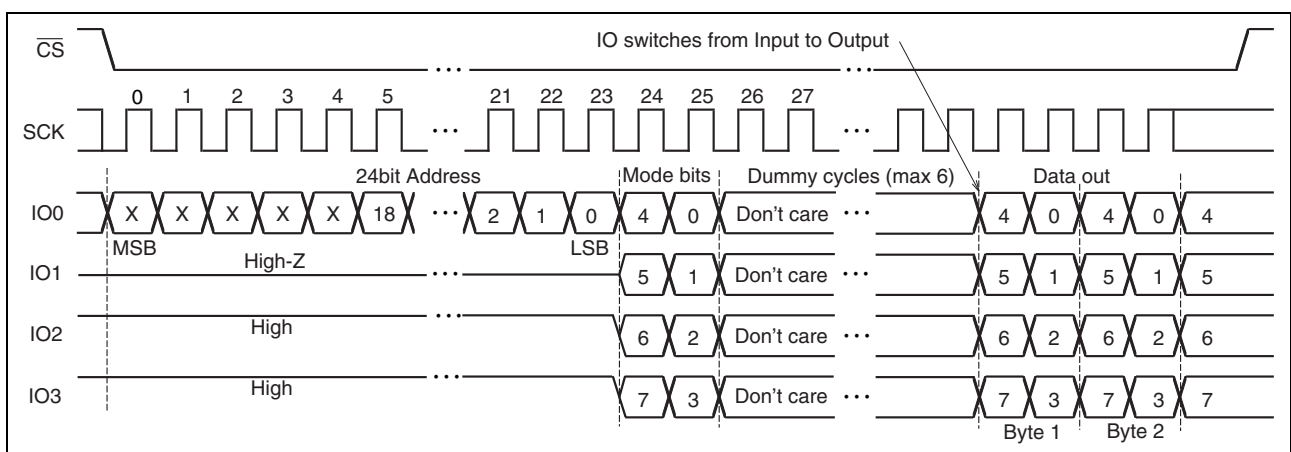 IO switches from Input to Output
CS
...
...
0 1 2 3 4 5 21 22 23 24 25 26 27
SCK
...
...
24bit Address Mode bits Dummy cycles (max 6) Data out
IO0 X X X X X 18 ... 2 1 0 4 0 Don't care ... 4 0 4 0 4
MSB LSB
IO1 High-Z ... 5 1 Don't care ... 5 1 5 1 5
IO2 High ... 6 2 Don't care ... 6 2 6 2 6
IO3 High ... 7 3 Don't care ... 7 3 7 3 7
Byte 1 Byte 2